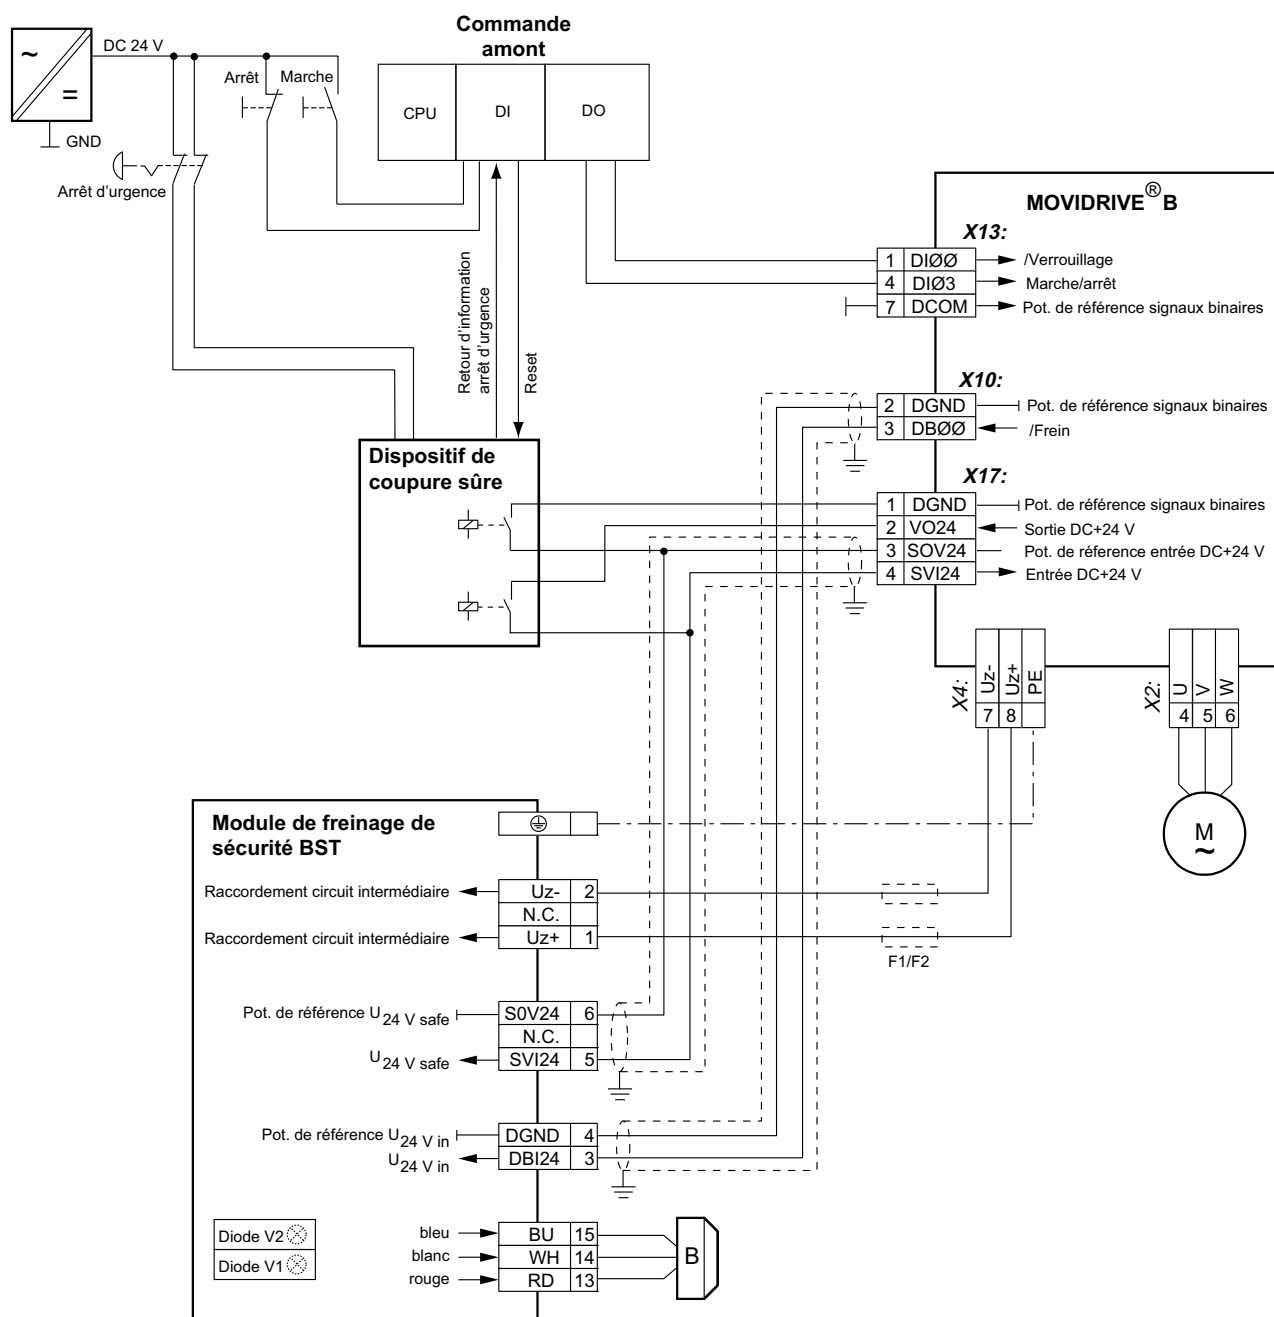 Commande
amont
DC 24 V
~
=
GND
Arrêt
Marche
CPU
DI
DO
Arrêt d’urgence
Retour d’information
arrêt d’urgence
Reset
MOVIDRIVE® B
X13:
1 DIØØ /Verrouillage
4 DIØ3 Marche/arrêt
7 DCOM Pot. de référence signaux binaires
X10:
2 DGND Pot. de référence signaux binaires
3 DBØØ /Frein
Dispositif de
coupure sûre
X17:
1 DGND Pot. de référence signaux binaires
2 VO24 Sortie DC+24 V
3 SOV24 Pot. de réference entrée DC+24 V
4 SVI24 Entrée DC+24 V
X4:
Uz-
Uz+
PE
7 8
X2:
U
V
W
4 5 6
M
~
Module de freinage de
sécurité BST
Raccordement circuit intermédiaire Uz- 2
N.C.
Raccordement circuit intermédiaire Uz+ 1
F1/F2
Pot. de référence U24 V safe S0V24 6
N.C.
U24 V safe SVI24 5
Pot. de référence U24 V in DGND 4
U24 V in DBI24 3
Diode V2
Diode V1
bleu BU 15
blanc WH 14
rouge RD 13
B